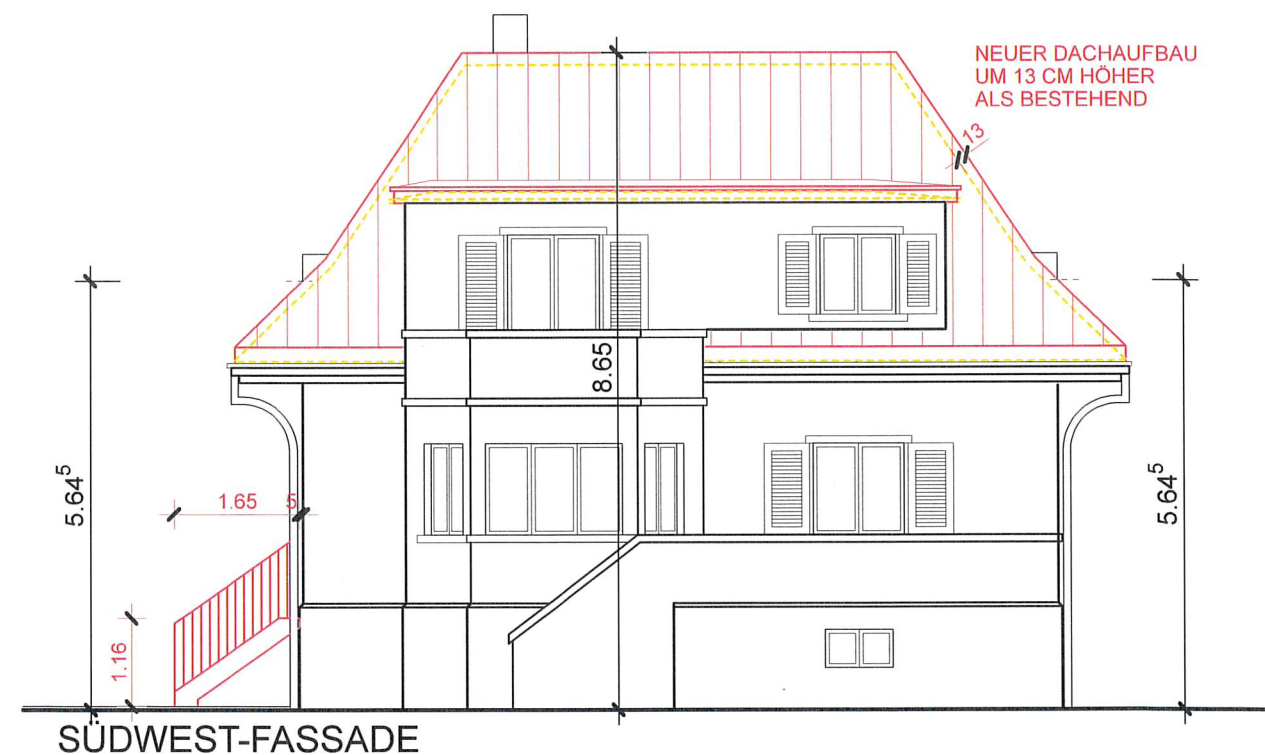 NEUER DACHAUFBAU
UM 13 CM HÖHER
ALS BESTEHEND
13
8.65
5.64⁵
5.64⁵
1.65 5
1.16
SÜDWEST-FASSADE